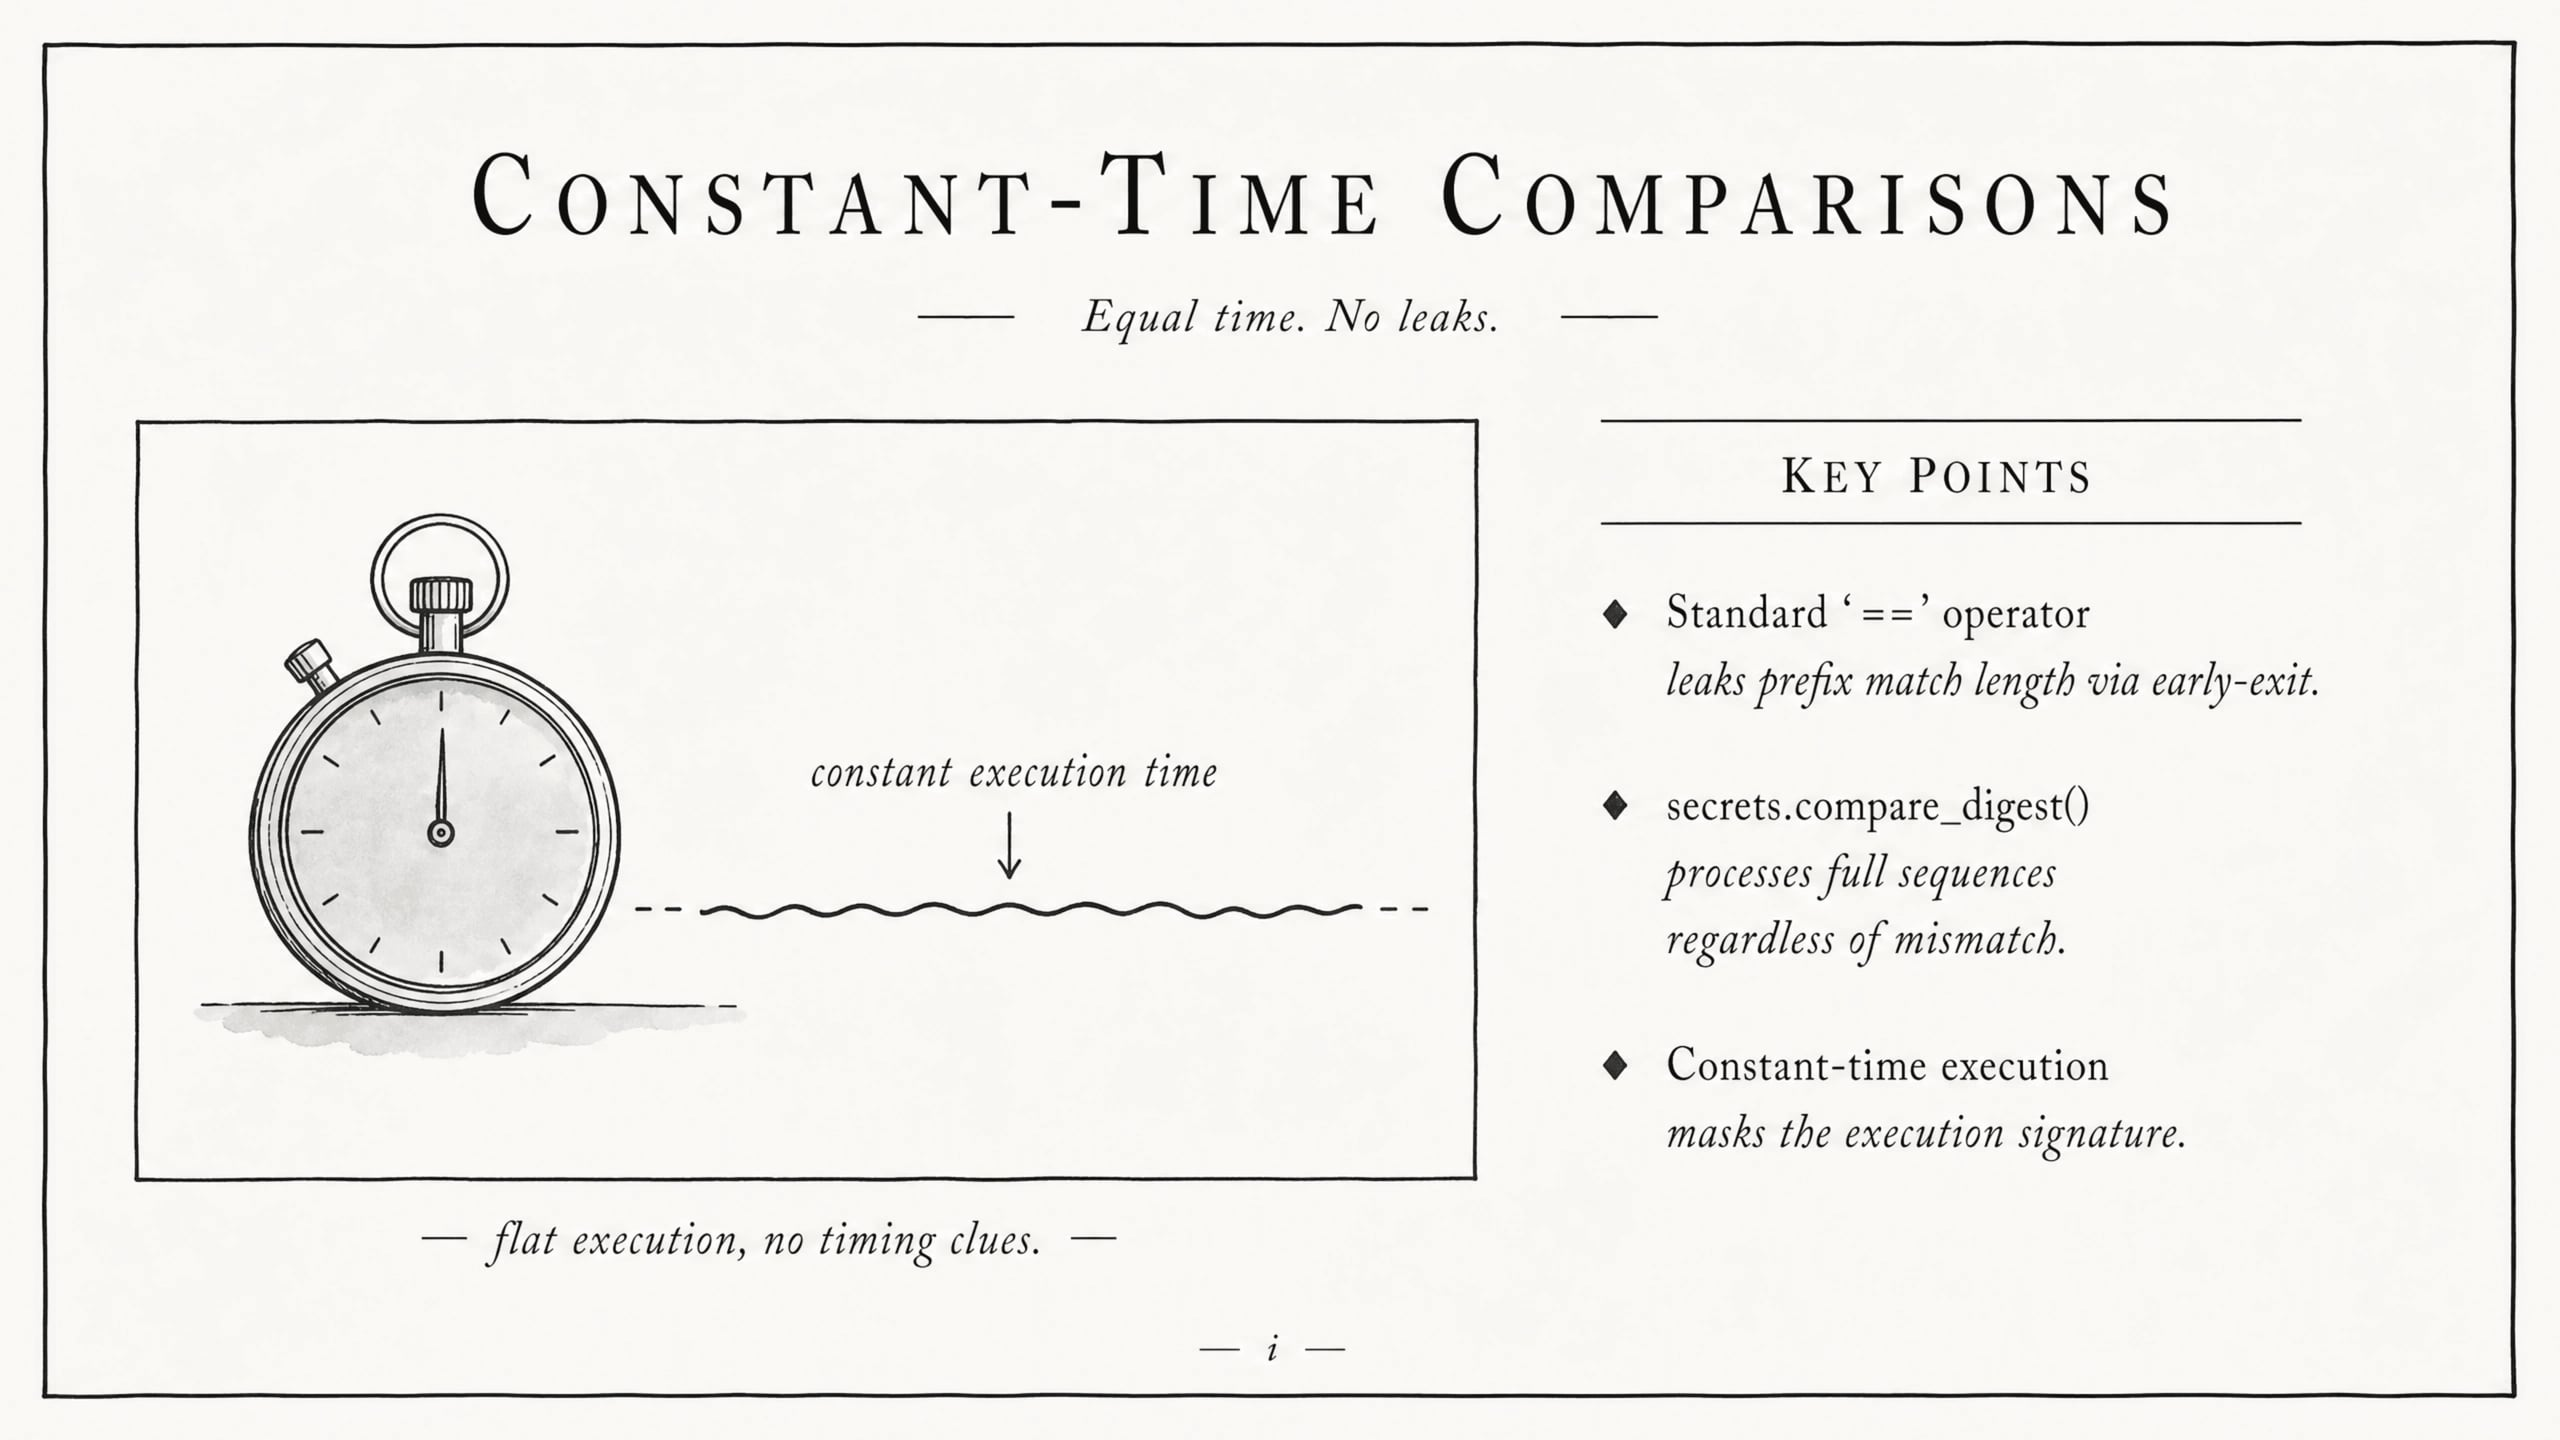 Constant-Time Comparisons
— Equal time. No leaks. —
constant execution time
— flat execution, no timing clues. —
Key Points
♦ Standard ‘==’ operator
leaks prefix match length via early-exit.
♦ secrets.compare_digest()
processes full sequences
regardless of mismatch.
♦ Constant-time execution
masks the execution signature.
— i —